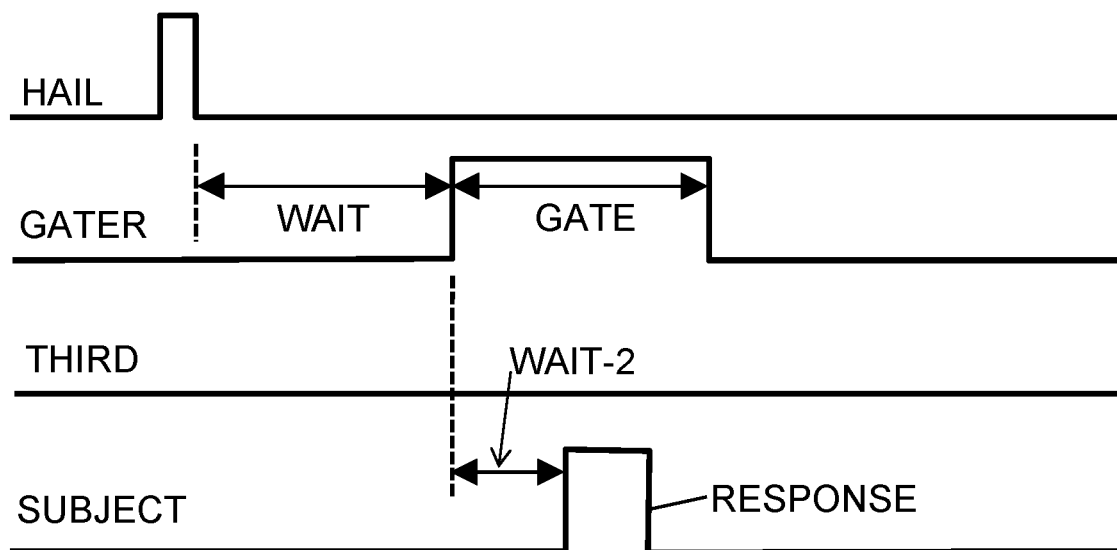 HAIL
WAIT
GATE
GATER
THIRD
WAIT-2
SUBJECT
RESPONSE